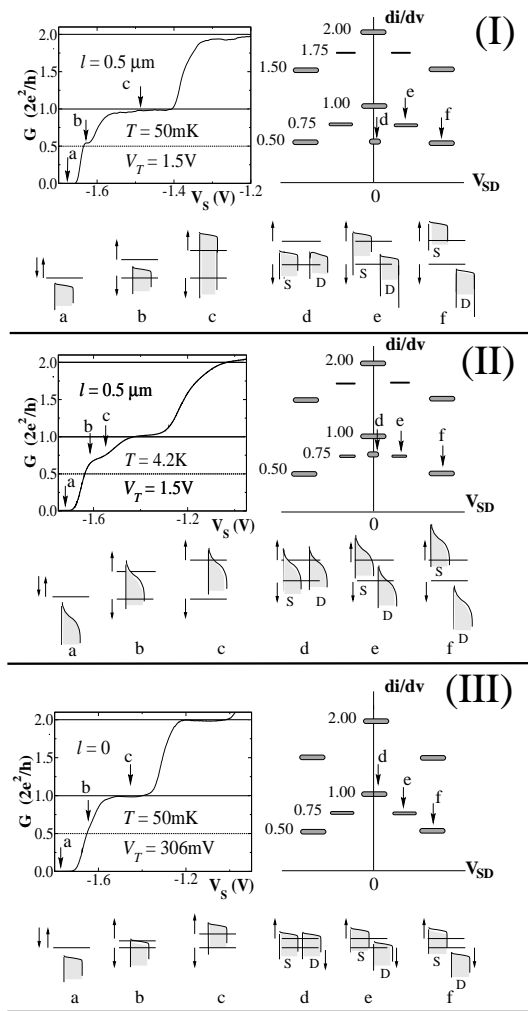 (I)
G (2e²/h)
2.0
1.5
1.0
0.5
0.0
l = 0.5 μm
c
b
a
T = 50mK
V_T = 1.5V
-1.6
-1.4
-1.2
V_S (V)
di/dv
2.00
1.75
1.50
1.00
0.75
0.50
d
e
f
0
V_SD
S
D
S
D
S
D
a
b
c
d
e
f
(II)
G (2e²/h)
2.0
1.5
1.0
0.5
0.0
l = 0.5 μm
b
c
a
T = 4.2K
V_T = 1.5V
-1.6
-1.2
V_S (V)
di/dv
2.00
1.00
0.75
0.50
d
e
f
0
V_SD
S
D
S
D
S
D
a
b
c
d
e
f
(III)
G (2e²/h)
2.0
1.5
1.0
0.5
0.0
l = 0
c
b
a
T = 50mK
V_T = 306mV
-1.6
-1.2
V_S (V)
di/dv
2.00
1.00
0.75
0.50
d
e
f
0
V_SD
S
D
S
D
S
D
a
b
c
d
e
f